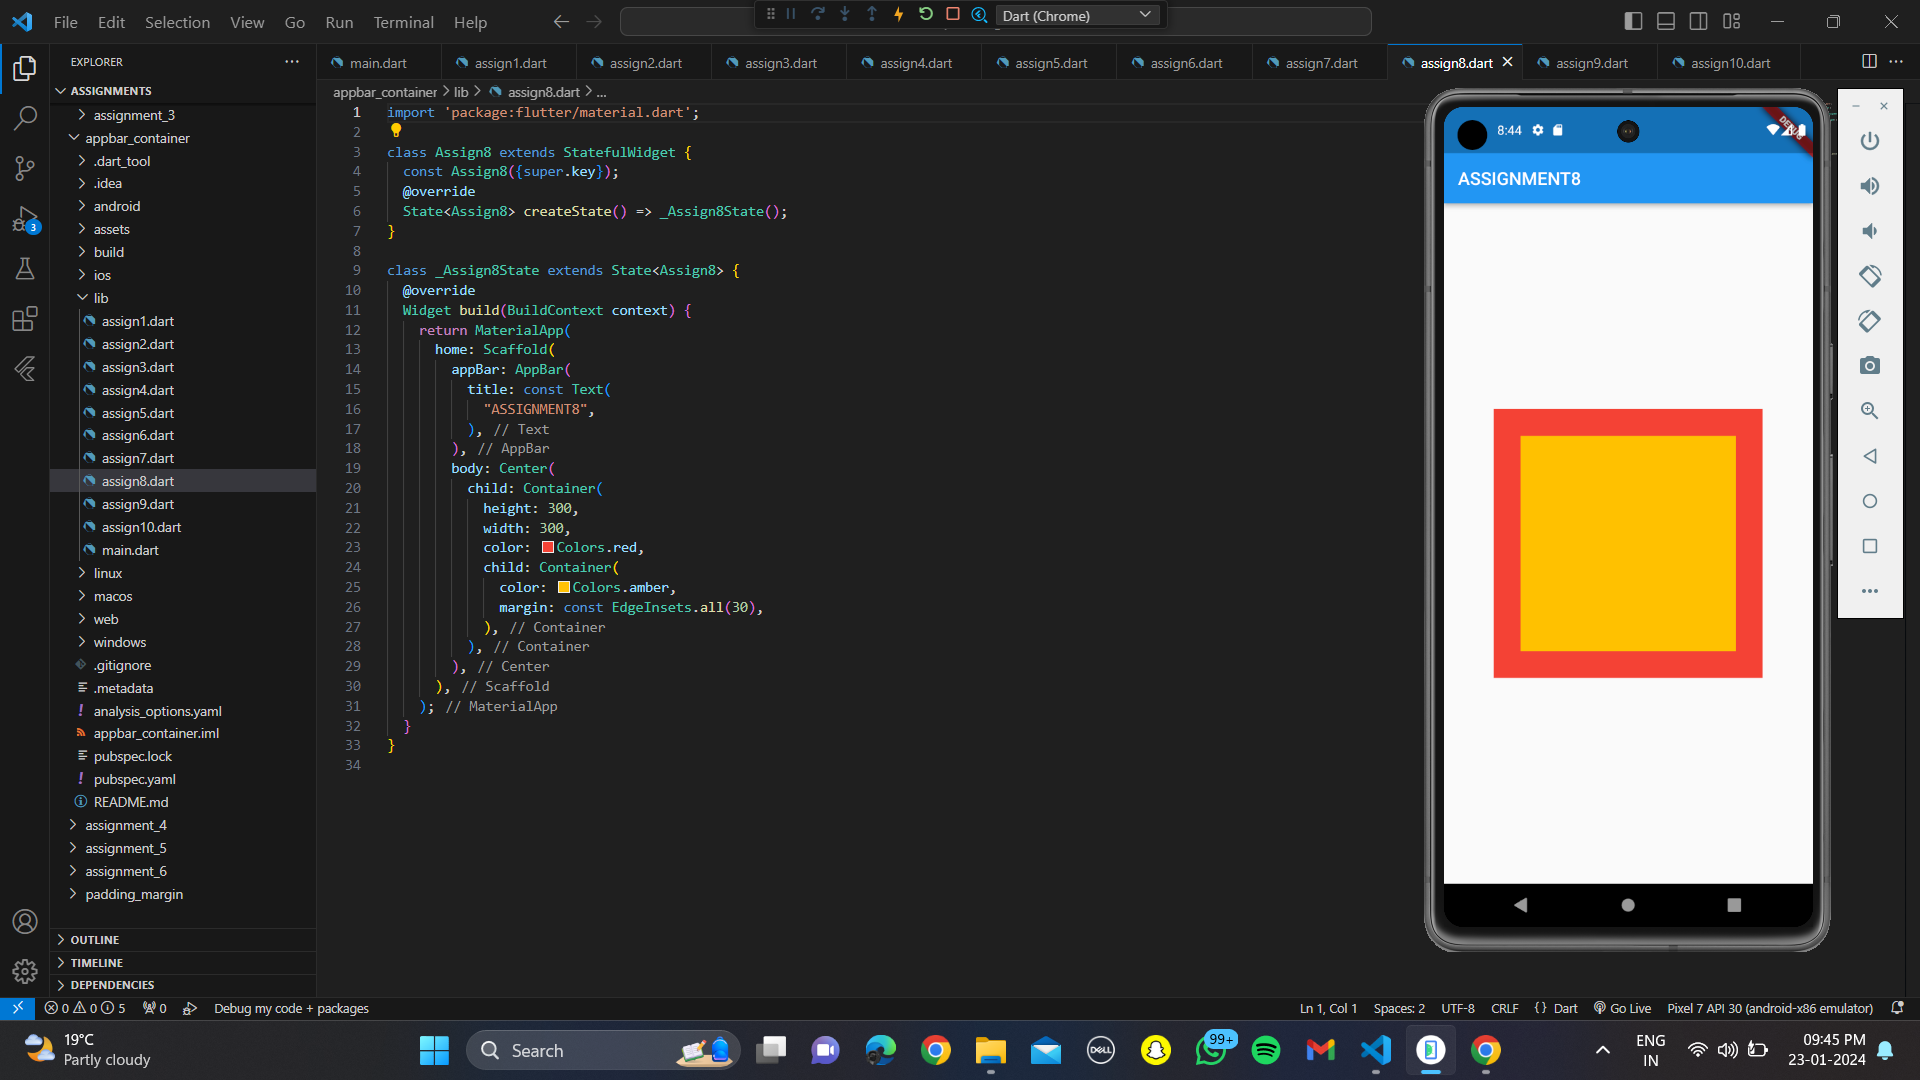 File Edit Selection View Go Run Terminal Help
Dart (Chrome)
EXPLORER
main.dart assign1.dart assign2.dart assign3.dart assign4.dart assign5.dart assign6.dart assign7.dart assign8.dart assign9.dart assign10.dart
ASSIGNMENTS
assignment_3
appbar_container
.dart_tool
.idea
android
assets
build
ios
lib
assign1.dart
assign2.dart
assign3.dart
assign4.dart
assign5.dart
assign6.dart
assign7.dart
assign8.dart
assign9.dart
assign10.dart
main.dart
linux
macos
web
windows
.gitignore
.metadata
analysis_options.yaml
appbar_container.iml
pubspec.lock
pubspec.yaml
README.md
assignment_4
assignment_5
assignment_6
padding_margin
OUTLINE
TIMELINE
DEPENDENCIES
3
appbar_container > lib > assign8.dart > ...
1 import 'package:flutter/material.dart';
2
3 class Assign8 extends StatefulWidget {
4 const Assign8({super.key});
5 @override
6 State<Assign8> createState() => _Assign8State();
7 }
8
9 class _Assign8State extends State<Assign8> {
10 @override
11 Widget build(BuildContext context) {
12 return MaterialApp(
13 home: Scaffold(
14 appBar: AppBar(
15 title: const Text(
16 "ASSIGNMENT8",
17 ), // Text
18 ), // AppBar
19 body: Center(
20 child: Container(
21 height: 300,
22 width: 300,
23 color: Colors.red,
24 child: Container(
25 color: Colors.amber,
26 margin: const EdgeInsets.all(30),
27 ), // Container
28 ), // Container
29 ), // Center
30 ), // Scaffold
31 ); // MaterialApp
32 }
33 }
34
8:44
DEBUG
ASSIGNMENT8
0 0 5 0 Debug my code + packages
Ln 1, Col 1 Spaces: 2 UTF-8 CRLF {} Dart Go Live Pixel 7 API 30 (android-x86 emulator)
19°C
Partly cloudy
Search
DELL
99+
ENG
IN
09:45 PM
23-01-2024